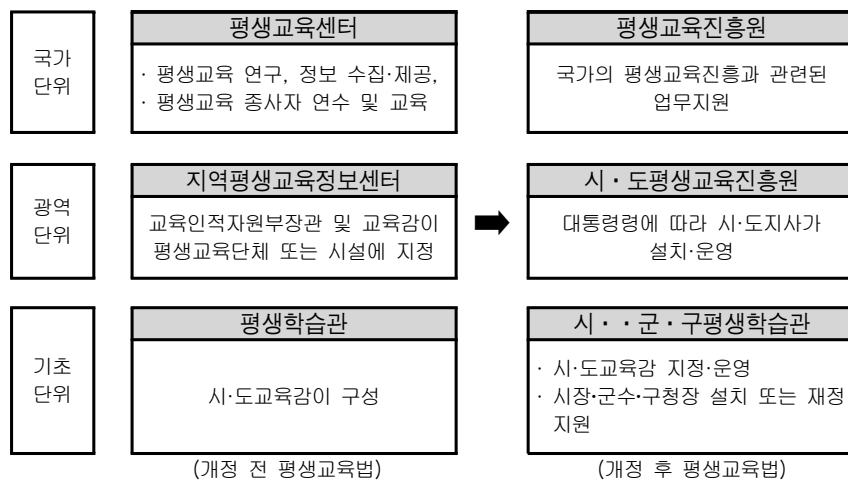 국가
단위
평생교육센터
· 평생교육 연구, 정보 수집·제공,
· 평생교육 종사자 연수 및 교육
평생교육진흥원
국가의 평생교육진흥과 관련된
업무지원
광역
단위
지역평생교육정보센터
교육인적자원부장관 및 교육감이
평생교육단체 또는 시설에 지정
시·도평생교육진흥원
대통령령에 따라 시·도지사가
설치·운영
기초
단위
평생학습관
시·도교육감이 구성
시··군·구평생학습관
· 시·도교육감 지정·운영
· 시장·군수·구청장 설치 또는 재정
지원
(개정 전 평생교육법)
(개정 후 평생교육법)